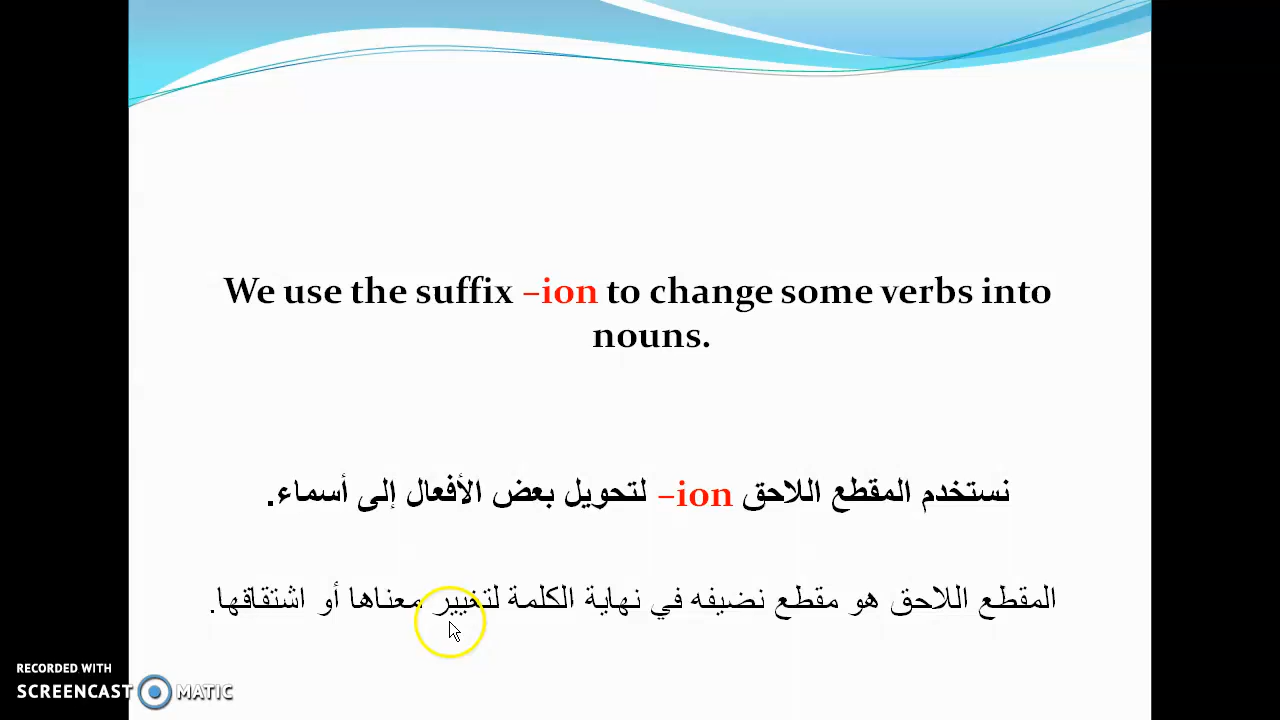 We use the suffix –ion to change some verbs into
nouns.
نستخدم المقطع اللاحق –ion لتحويل بعض الأفعال إلى أسماء.
المقطع اللاحق هو مقطع نضيفه في نهاية الكلمة لتغيير معناها أو اشتقاقها.
RECORDED WITH
SCREENCAST MATIC